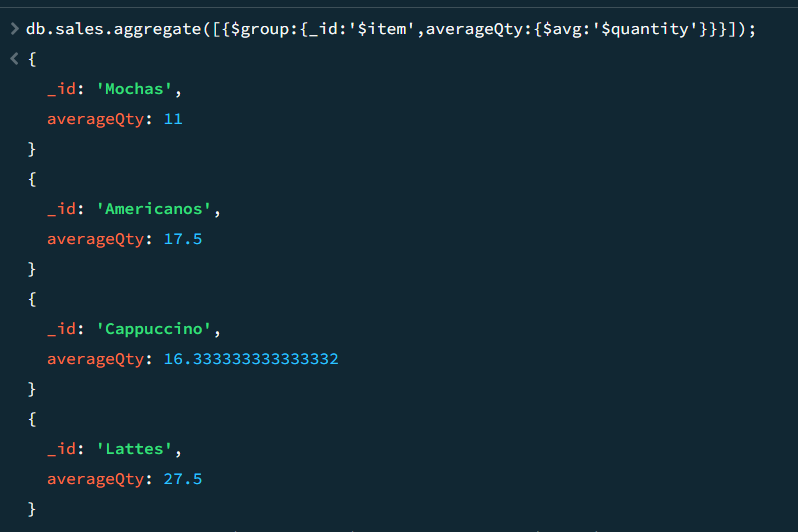 > db.sales.aggregate([{$group:{_id:'$item',averageQty:{$avg:'$quantity'}}}]);
< {
_id: 'Mochas',
averageQty: 11
}
{
_id: 'Americanos',
averageQty: 17.5
}
{
_id: 'Cappuccino',
averageQty: 16.333333333333332
}
{
_id: 'Lattes',
averageQty: 27.5
}